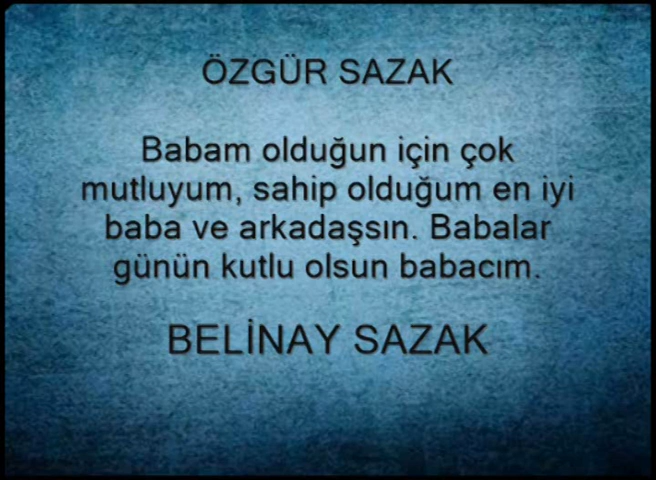 ÖZGÜR SAZAK
Babam olduğun için çok
mutluyum, sahip olduğum en iyi
baba ve arkadaşsın. Babalar
günün kutlu olsun babacım.
BELİNAY SAZAK